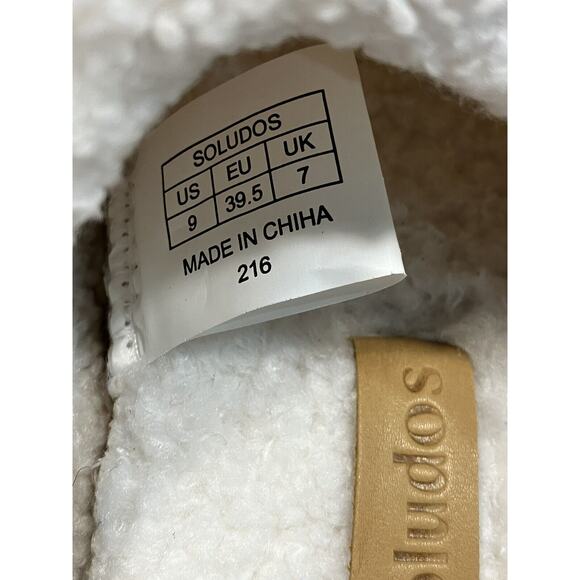 SOLUDOS
US EU UK
9 39.5 7
MADE IN CHIHA
216
soludos